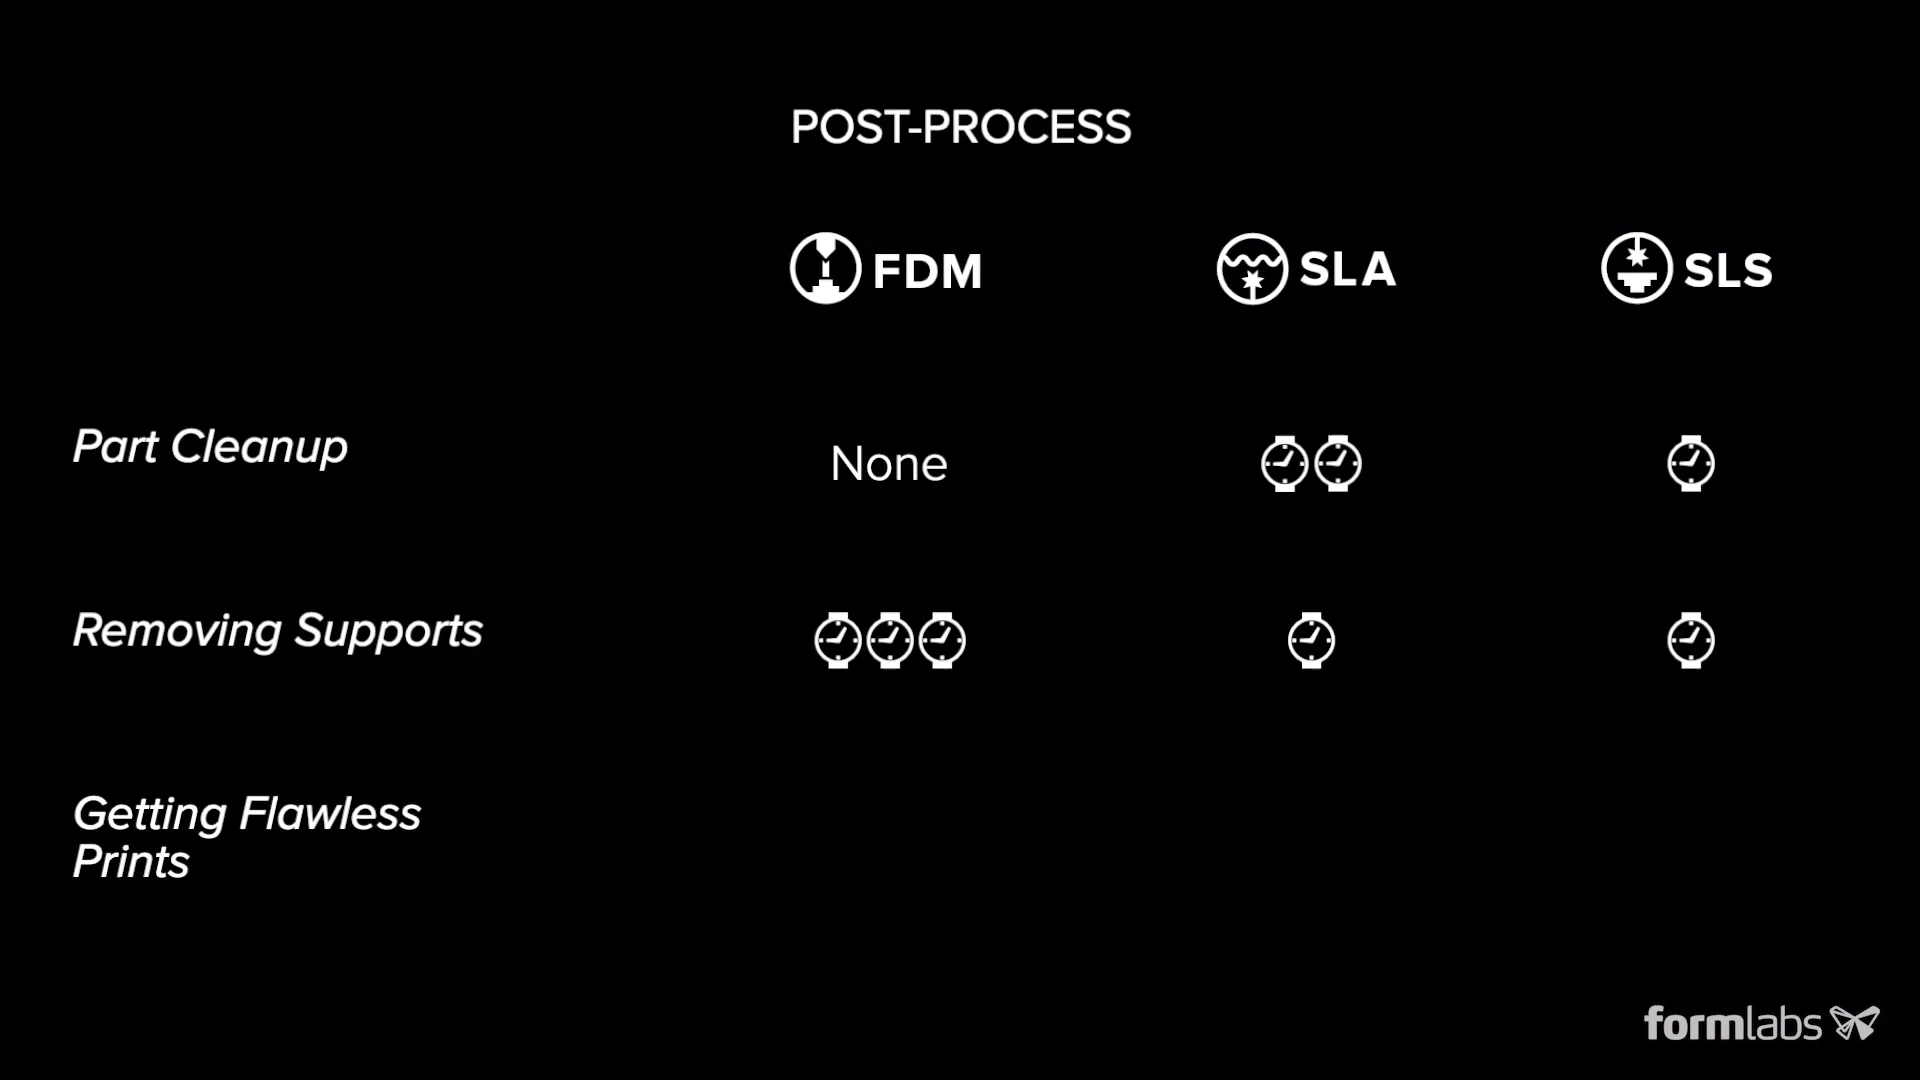 POST-PROCESS
FDM SLA SLS
Part Cleanup None
Removing Supports
Getting Flawless
Prints
formlabs